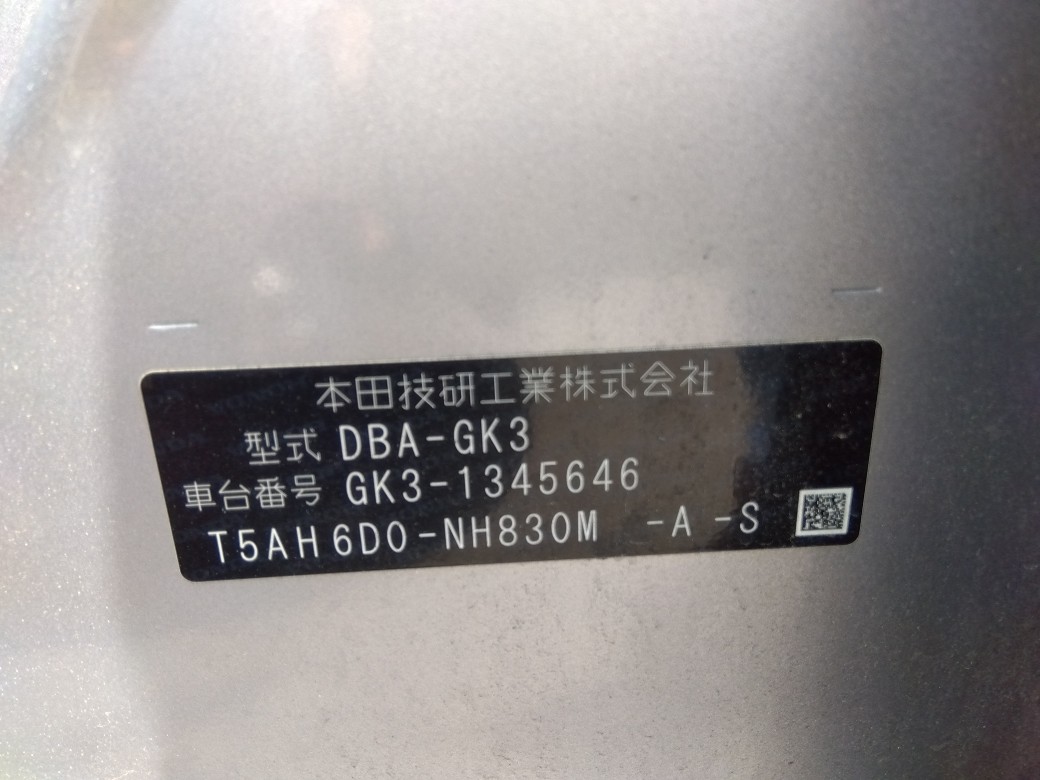 本田技研工業株式会社
型式 DBA-GK3
車台番号 GK3-1345646
T5AH6D0-NH830M -A -S